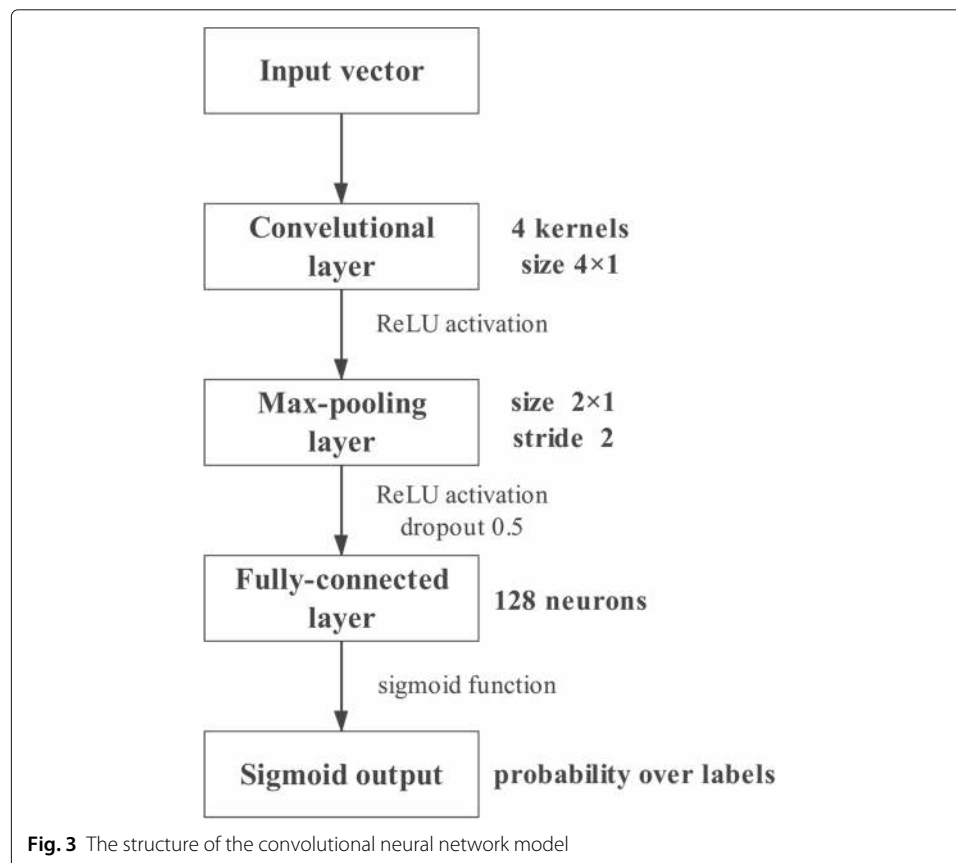 Input vector
Convelutional
layer
4 kernels
size 4×1
ReLU activation
Max-pooling
layer
size 2×1
stride 2
ReLU activation
dropout 0.5
Fully-connected
layer
128 neurons
sigmoid function
Sigmoid output
probability over labels
Fig. 3 The structure of the convolutional neural network model